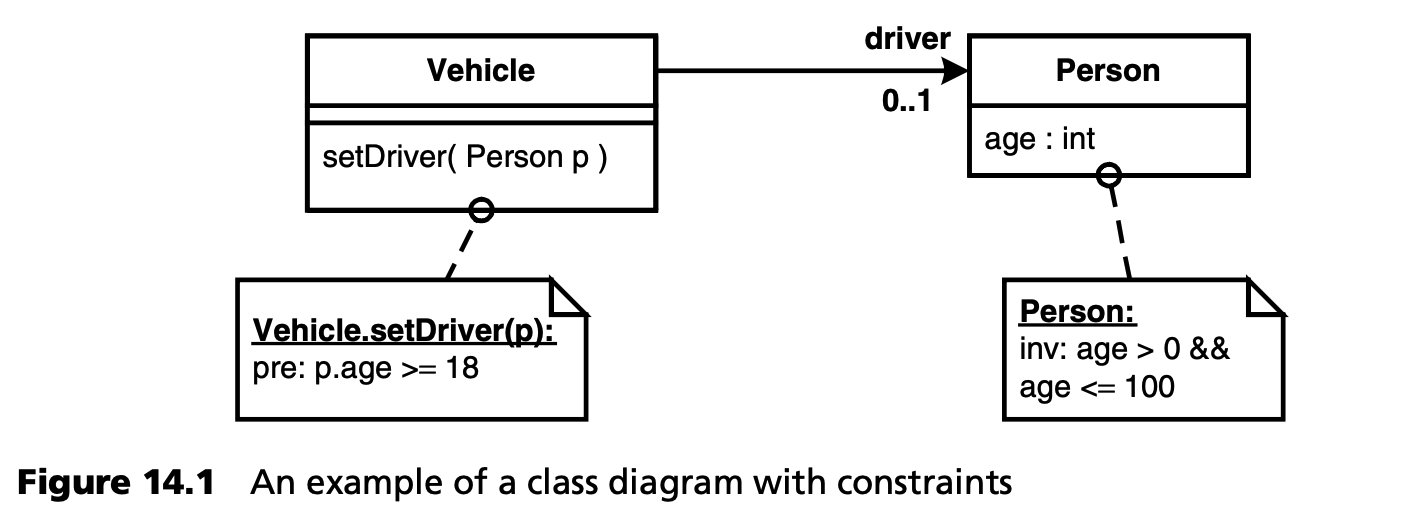 Vehicle
setDriver( Person p )
driver
0..1
Person
age : int
Vehicle.setDriver(p):
pre: p.age >= 18
Person:
inv: age > 0 &&
age <= 100
Figure 14.1 An example of a class diagram with constraints